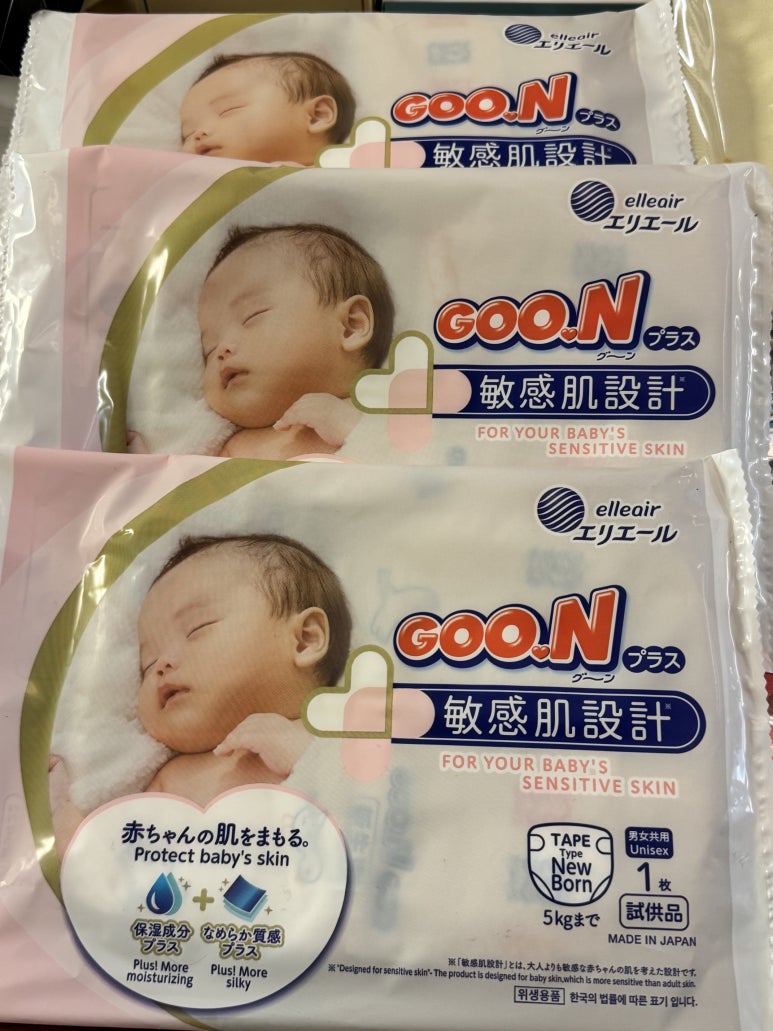 elleair
エリエール
GOO.N
グ〜ン
プラス
敏感肌設計
elleair
エリエール
GOO.N
グ〜ン
プラス
敏感肌設計※
FOR YOUR BABY'S
SENSITIVE SKIN
elleair
エリエール
GOO.N
グ〜ン
プラス
敏感肌設計※
FOR YOUR BABY'S
SENSITIVE SKIN
赤ちゃんの肌をまもる。
Protect baby's skin
保湿成分
プラス
Plus! More
moisturizing
+
なめらか質感
プラス
Plus! More
silky
TAPE
Type
New
Born
5kgまで
男女共用
Unisex
1枚
試供品
MADE IN JAPAN
※「敏感肌設計」とは、大人よりも敏感な赤ちゃんの肌を考えた設計です。
※"Designed for sensitive skin"- The product is designed for baby skin,which is more sensitive than adult skin.
위생용품 한국의 법률에 따른 표기 입니다.